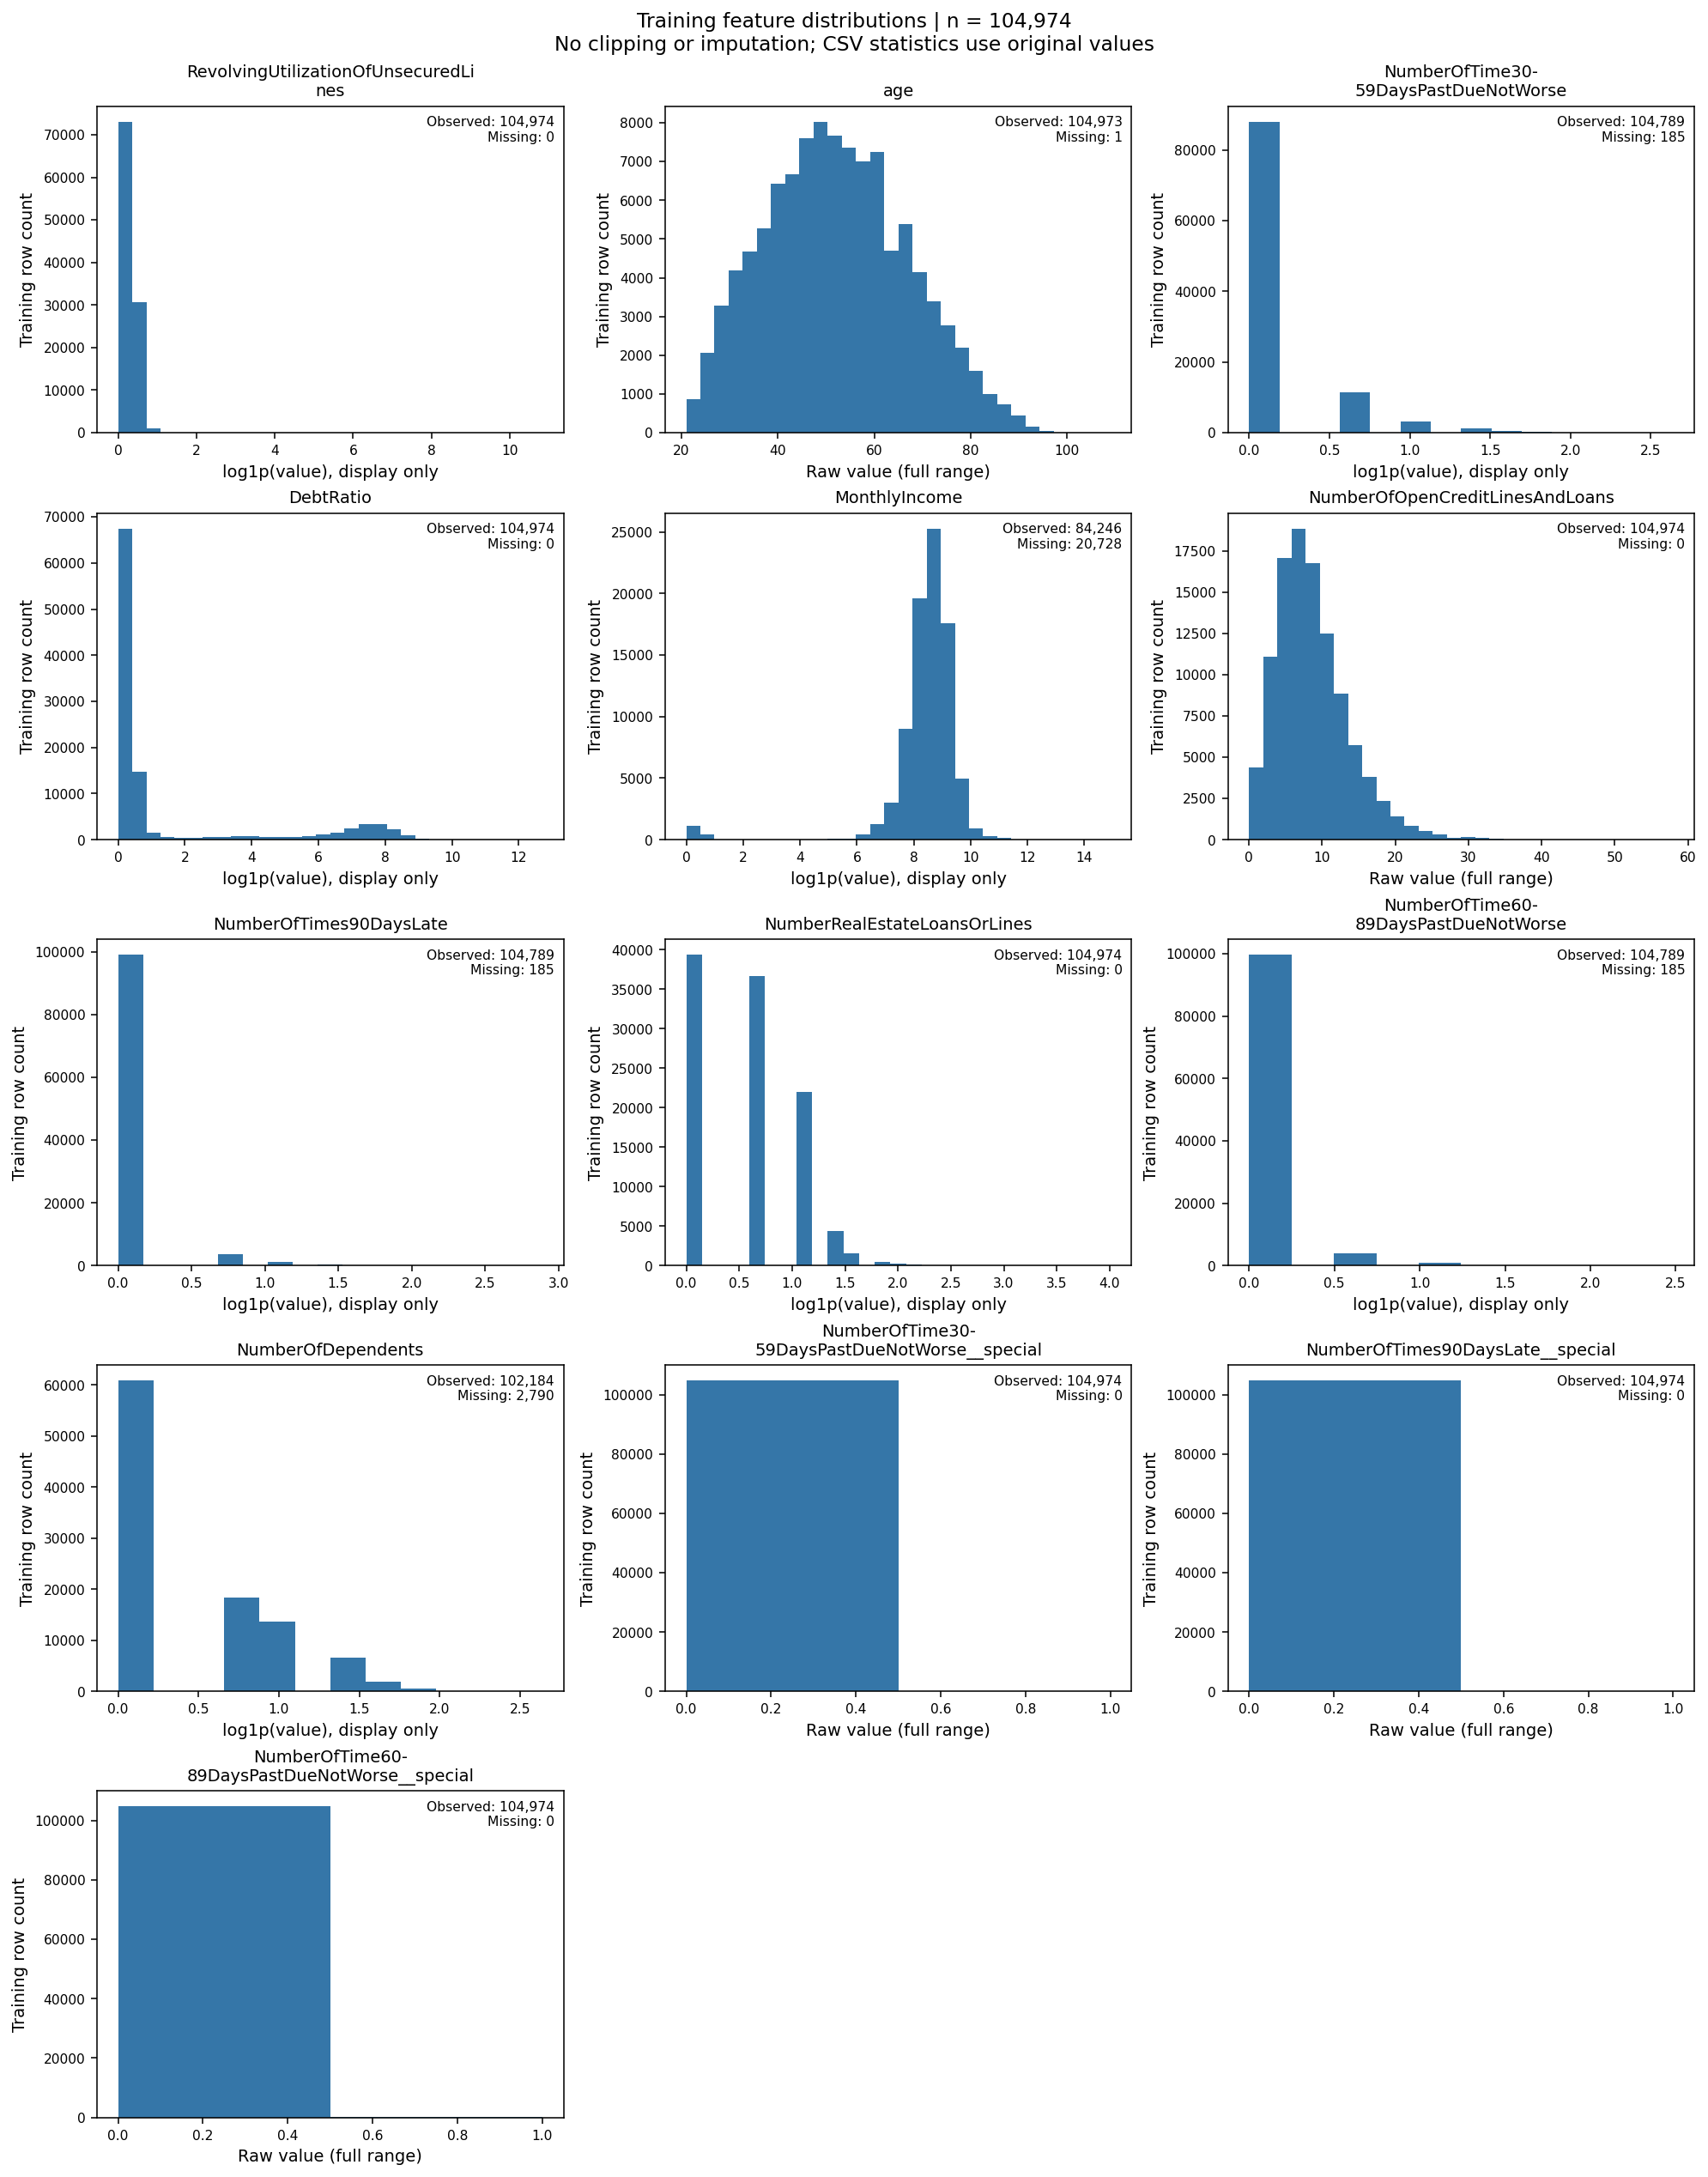 Training feature distributions | n = 104,974
No clipping or imputation; CSV statistics use original values
RevolvingUtilizationOfUnsecuredLi
nes
Observed: 104,974
Missing: 0
Training row count
70000
60000
50000
40000
30000
20000
10000
0
0 2 4 6 8 10
log1p(value), display only
age
Observed: 104,973
Missing: 1
Training row count
8000
7000
6000
5000
4000
3000
2000
1000
0
20 40 60 80 100
Raw value (full range)
NumberOfTime30-
59DaysPastDueNotWorse
Observed: 104,789
Missing: 185
Training row count
80000
60000
40000
20000
0
0.0 0.5 1.0 1.5 2.0 2.5
log1p(value), display only
DebtRatio
Observed: 104,974
Missing: 0
Training row count
70000
60000
50000
40000
30000
20000
10000
0
0 2 4 6 8 10 12
log1p(value), display only
MonthlyIncome
Observed: 84,246
Missing: 20,728
Training row count
25000
20000
15000
10000
5000
0
0 2 4 6 8 10 12 14
log1p(value), display only
NumberOfOpenCreditLinesAndLoans
Observed: 104,974
Missing: 0
Training row count
17500
15000
12500
10000
7500
5000
2500
0
0 10 20 30 40 50 60
Raw value (full range)
NumberOfTimes90DaysLate
Observed: 104,789
Missing: 185
Training row count
100000
80000
60000
40000
20000
0
0.0 0.5 1.0 1.5 2.0 2.5 3.0
log1p(value), display only
NumberRealEstateLoansOrLines
Observed: 104,974
Missing: 0
Training row count
40000
35000
30000
25000
20000
15000
10000
5000
0
0.0 0.5 1.0 1.5 2.0 2.5 3.0 3.5 4.0
log1p(value), display only
NumberOfTime60-
89DaysPastDueNotWorse
Observed: 104,789
Missing: 185
Training row count
100000
80000
60000
40000
20000
0
0.0 0.5 1.0 1.5 2.0 2.5
log1p(value), display only
NumberOfDependents
Observed: 102,184
Missing: 2,790
Training row count
60000
50000
40000
30000
20000
10000
0
0.0 0.5 1.0 1.5 2.0 2.5
log1p(value), display only
NumberOfTime30-
59DaysPastDueNotWorse__special
Observed: 104,974
Missing: 0
Training row count
100000
80000
60000
40000
20000
0
0.0 0.2 0.4 0.6 0.8 1.0
Raw value (full range)
NumberOfTimes90DaysLate__special
Observed: 104,974
Missing: 0
Training row count
100000
80000
60000
40000
20000
0
0.0 0.2 0.4 0.6 0.8 1.0
Raw value (full range)
NumberOfTime60-
89DaysPastDueNotWorse__special
Observed: 104,974
Missing: 0
Training row count
100000
80000
60000
40000
20000
0
0.0 0.2 0.4 0.6 0.8 1.0
Raw value (full range)